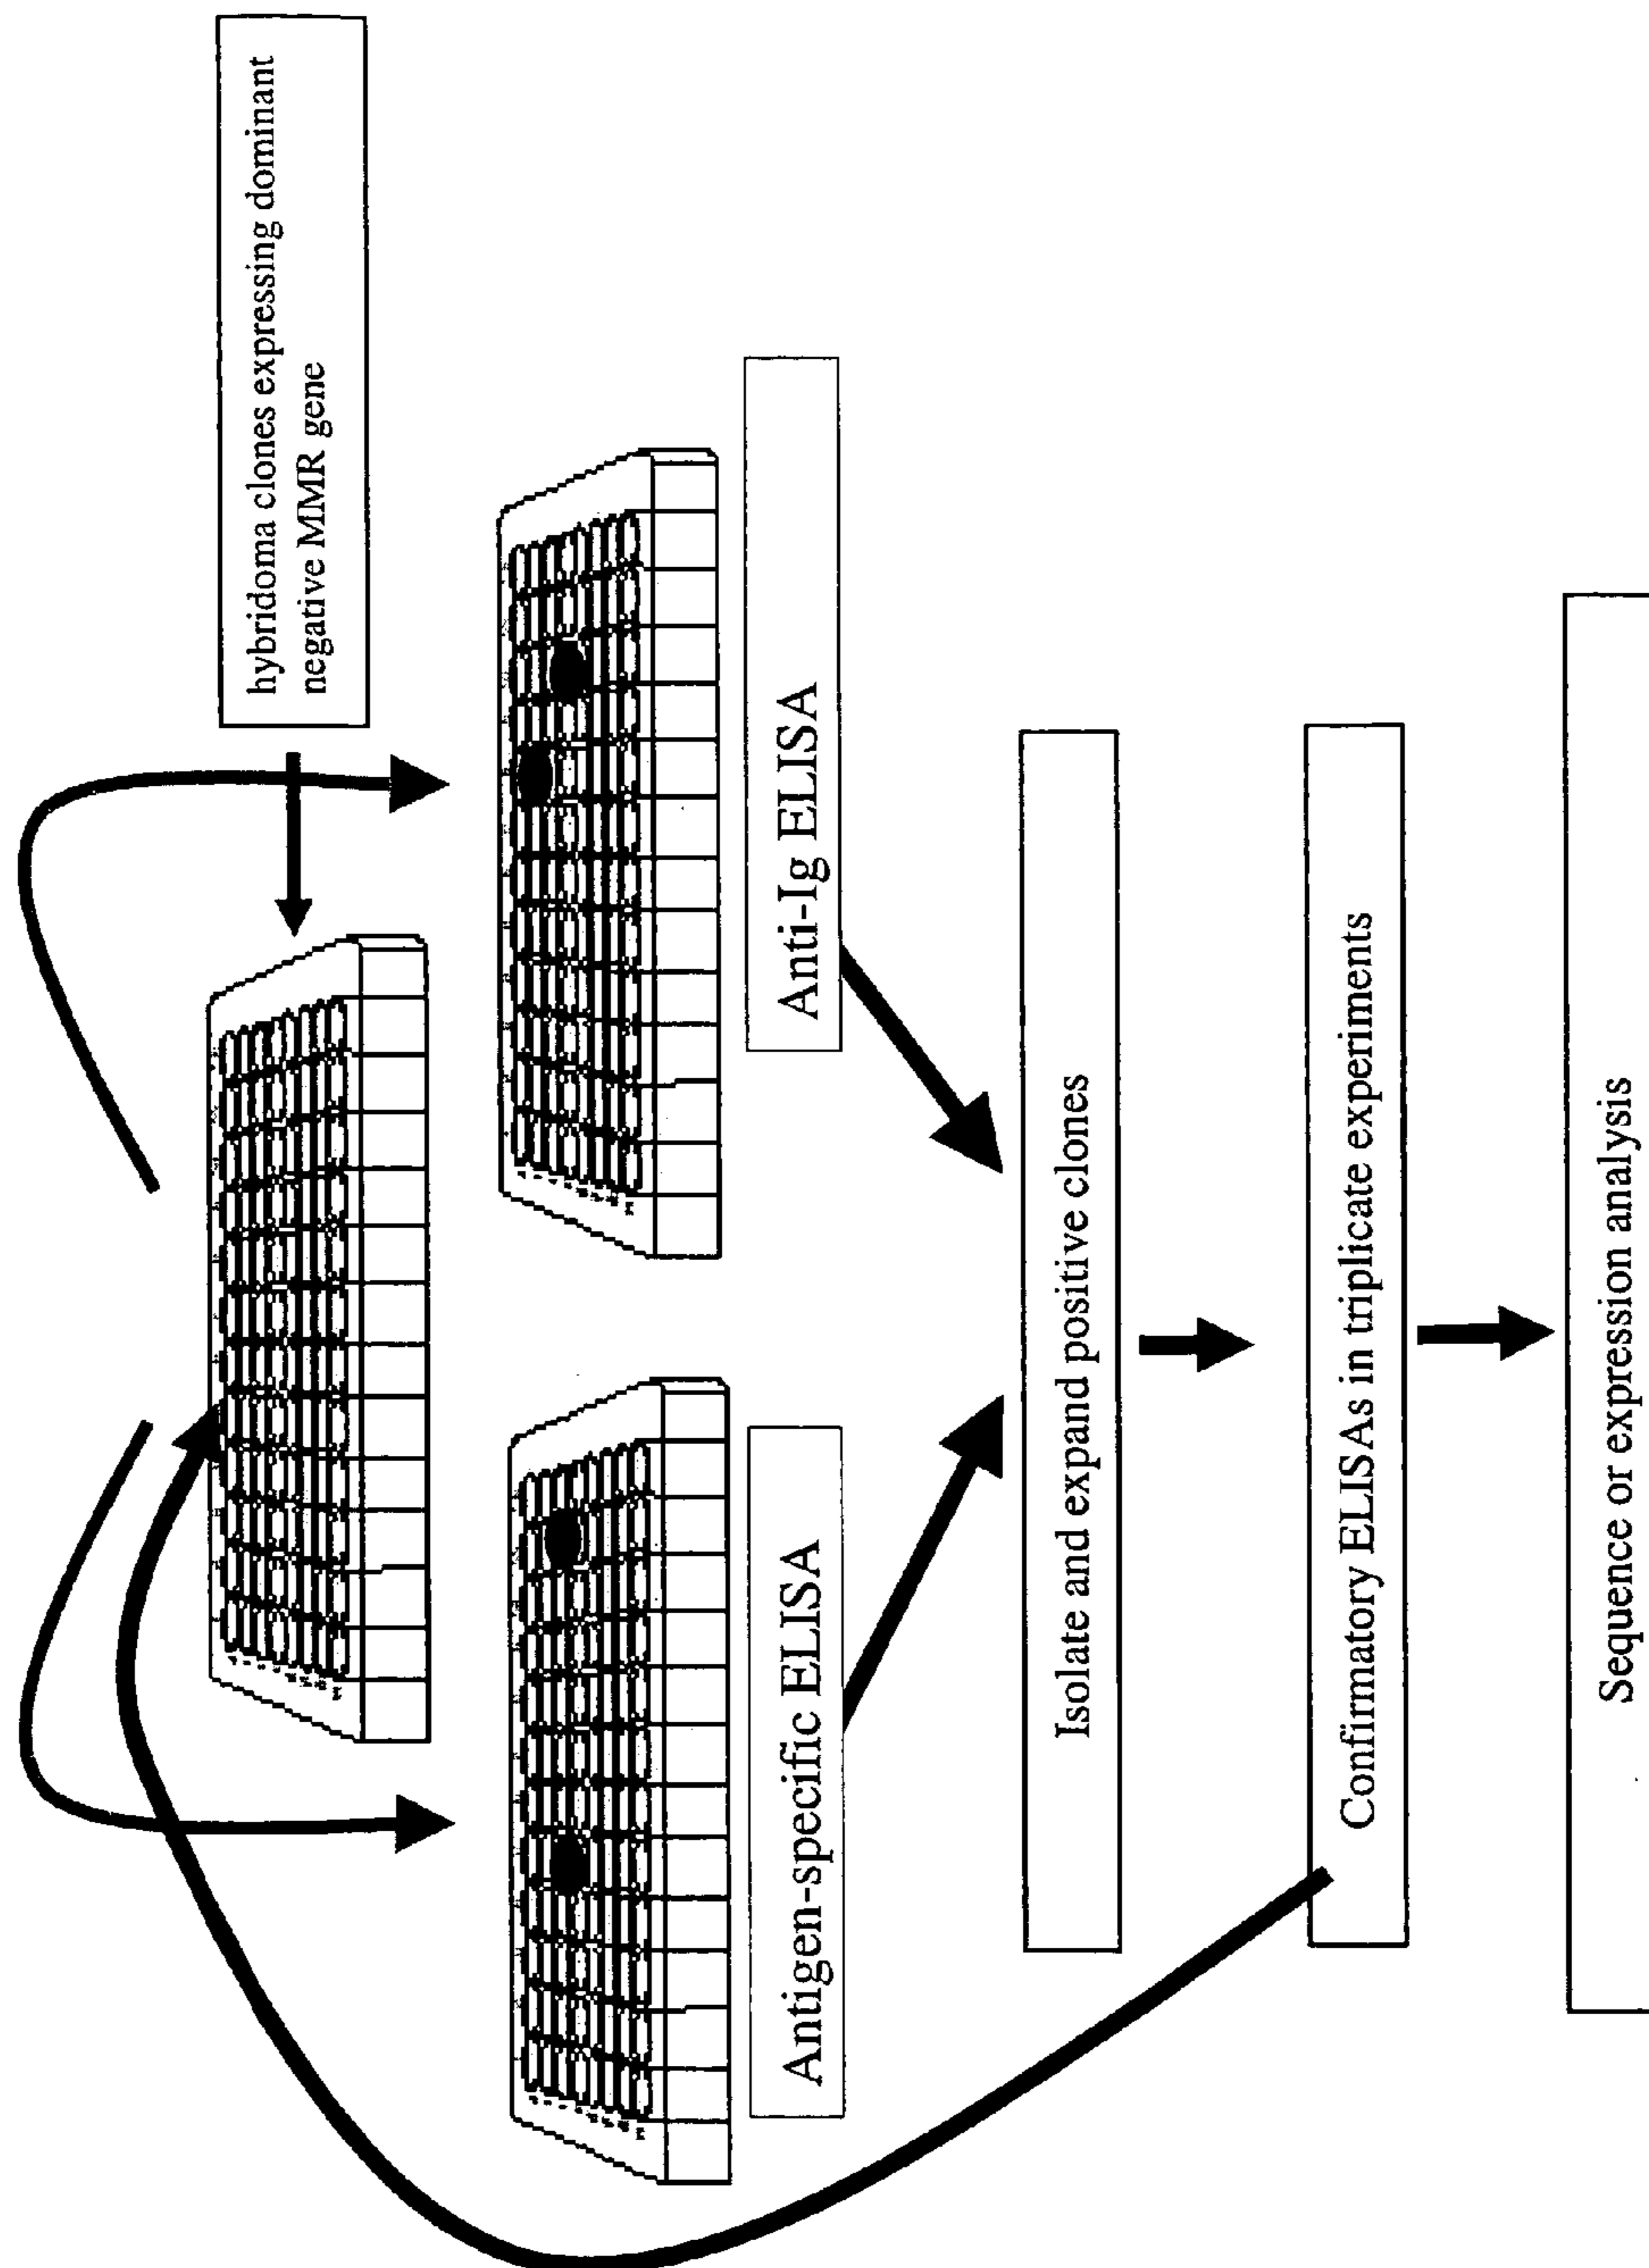 hybridoma clones expressing dominant
negative MMR gene
Antigen-specific ELISA
Anti-Ig ELISA
Isolate and expand positive clones
Confirmatory ELISAs in triplicate experiments
Sequence or expression analysis